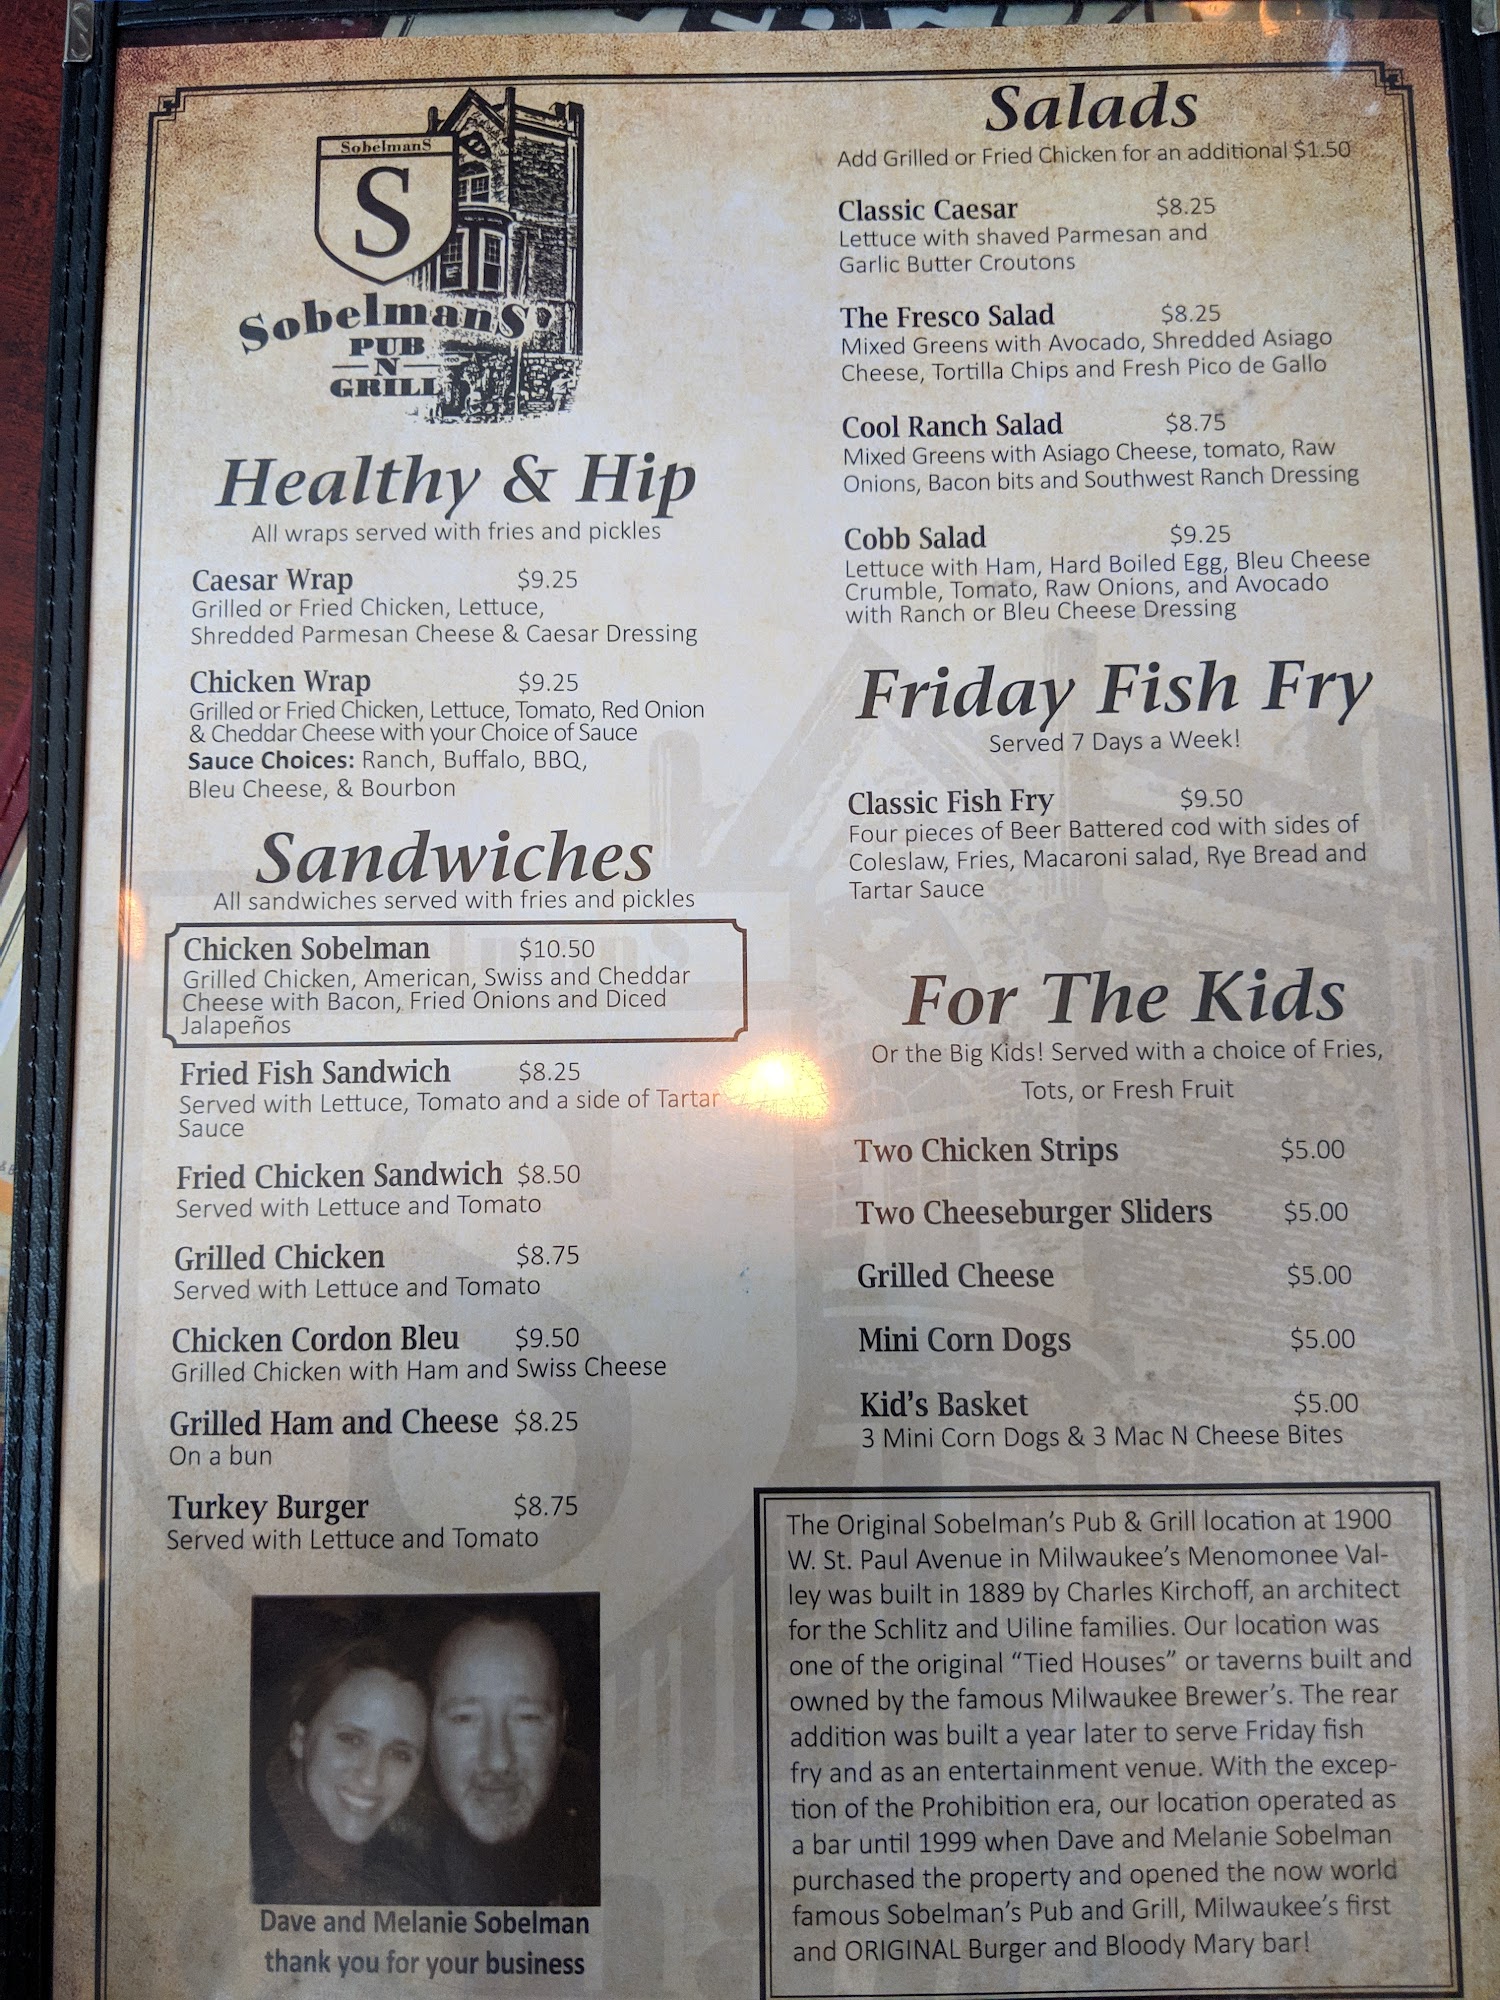 SobelmanS
S
SobelmanS'
PUB
N
GRILL
Healthy & Hip
All wraps served with fries and pickles
Caesar Wrap $9.25
Grilled or Fried Chicken, Lettuce,
Shredded Parmesan Cheese & Caesar Dressing
Chicken Wrap $9.25
Grilled or Fried Chicken, Lettuce, Tomato, Red Onion
& Cheddar Cheese with your Choice of Sauce
Sauce Choices: Ranch, Buffalo, BBQ,
Bleu Cheese, & Bourbon
Sandwiches
All sandwiches served with fries and pickles
Chicken Sobelman $10.50
Grilled Chicken, American, Swiss and Cheddar
Cheese with Bacon, Fried Onions and Diced
Jalapeños
Fried Fish Sandwich $8.25
Served with Lettuce, Tomato and a side of Tartar
Sauce
Fried Chicken Sandwich $8.50
Served with Lettuce and Tomato
Grilled Chicken $8.75
Served with Lettuce and Tomato
Chicken Cordon Bleu $9.50
Grilled Chicken with Ham and Swiss Cheese
Grilled Ham and Cheese $8.25
On a bun
Turkey Burger $8.75
Served with Lettuce and Tomato
Dave and Melanie Sobelman
thank you for your business
Salads
Add Grilled or Fried Chicken for an additional $1.50
Classic Caesar $8.25
Lettuce with shaved Parmesan and
Garlic Butter Croutons
The Fresco Salad $8.25
Mixed Greens with Avocado, Shredded Asiago
Cheese, Tortilla Chips and Fresh Pico de Gallo
Cool Ranch Salad $8.75
Mixed Greens with Asiago Cheese, tomato, Raw
Onions, Bacon bits and Southwest Ranch Dressing
Cobb Salad $9.25
Lettuce with Ham, Hard Boiled Egg, Bleu Cheese
Crumble, Tomato, Raw Onions, and Avocado
with Ranch or Bleu Cheese Dressing
Friday Fish Fry
Served 7 Days a Week!
Classic Fish Fry $9.50
Four pieces of Beer Battered cod with sides of
Coleslaw, Fries, Macaroni salad, Rye Bread and
Tartar Sauce
For The Kids
Or the Big Kids! Served with a choice of Fries,
Tots, or Fresh Fruit
Two Chicken Strips $5.00
Two Cheeseburger Sliders $5.00
Grilled Cheese $5.00
Mini Corn Dogs $5.00
Kid's Basket $5.00
3 Mini Corn Dogs & 3 Mac N Cheese Bites
The Original Sobelman's Pub & Grill location at 1900
W. St. Paul Avenue in Milwaukee's Menomonee Val-
ley was built in 1889 by Charles Kirchoff, an architect
for the Schlitz and Uiline families. Our location was
one of the original "Tied Houses" or taverns built and
owned by the famous Milwaukee Brewer's. The rear
addition was built a year later to serve Friday fish
fry and as an entertainment venue. With the excep-
tion of the Prohibition era, our location operated as
a bar until 1999 when Dave and Melanie Sobelman
purchased the property and opened the now world
famous Sobelman's Pub and Grill, Milwaukee's first
and ORIGINAL Burger and Bloody Mary bar!